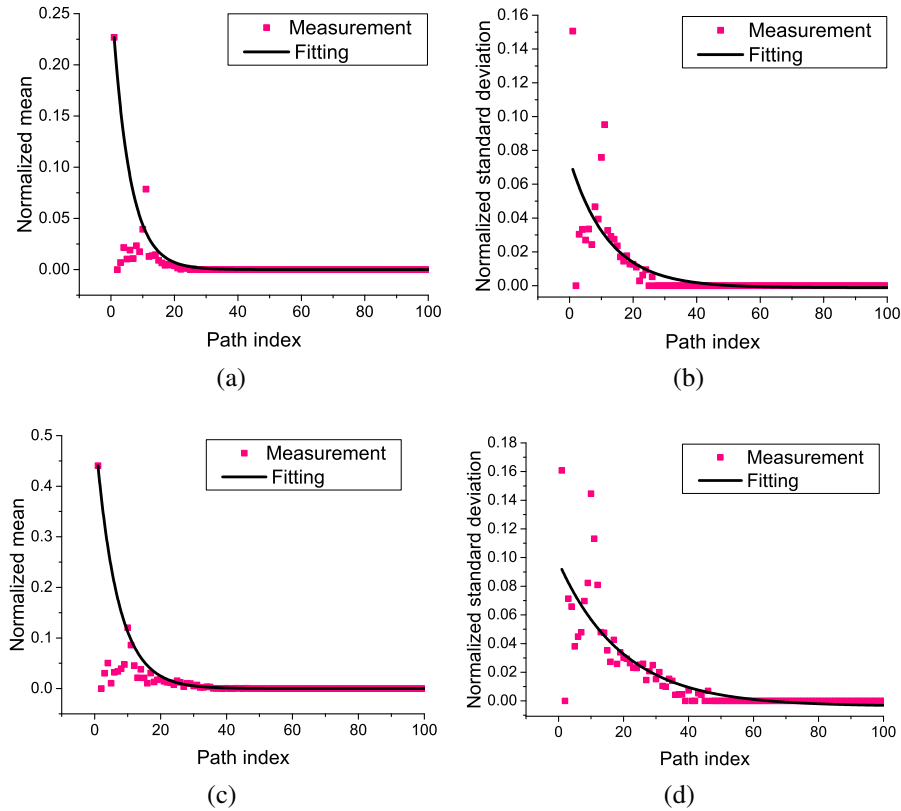 Measurement
Fitting
Normalized mean
0.25
0.20
0.15
0.10
0.05
0.00
0 20 40 60 80 100
Path index
(a)
Measurement
Fitting
Normalized standard deviation
0.16
0.14
0.12
0.10
0.08
0.06
0.04
0.02
0.00
0 20 40 60 80 100
Path index
(b)
Measurement
Fitting
Normalized mean
0.5
0.4
0.3
0.2
0.1
0.0
0 20 40 60 80 100
Path index
(c)
Measurement
Fitting
Normalized standard deviation
0.18
0.16
0.14
0.12
0.10
0.08
0.06
0.04
0.02
0.00
0 20 40 60 80 100
Path index
(d)